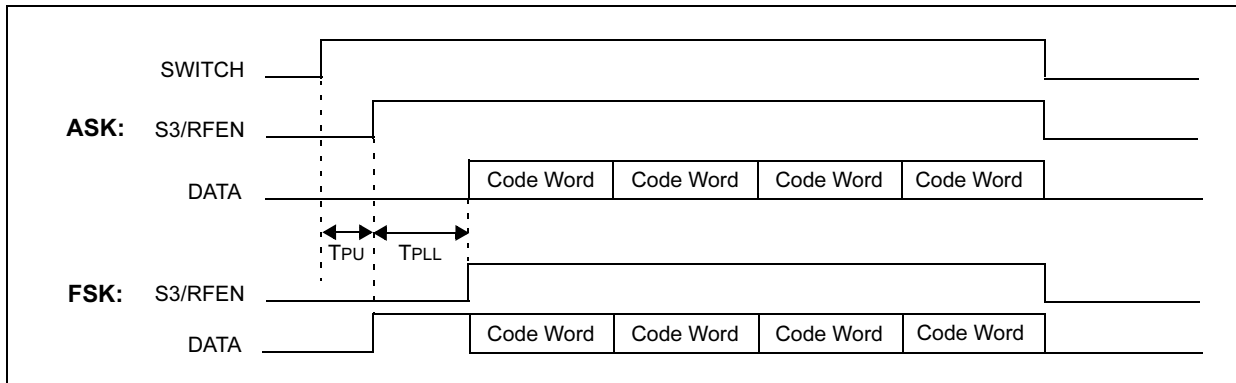 SWITCH
ASK: S3/RFEN
DATA Code Word Code Word Code Word Code Word
TPU TPLL
FSK: S3/RFEN
DATA Code Word Code Word Code Word Code Word